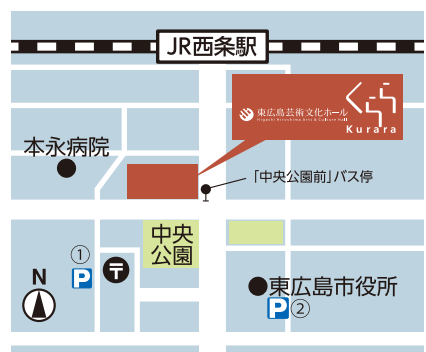 JR西条駅
東広島芸術文化ホール
Higashi Hiroshima Arts & Culture Hall
くらら
Kurara
本永病院
「中央公園前」バス停
中央
公園
①
P
〒
N
東広島市役所
P②